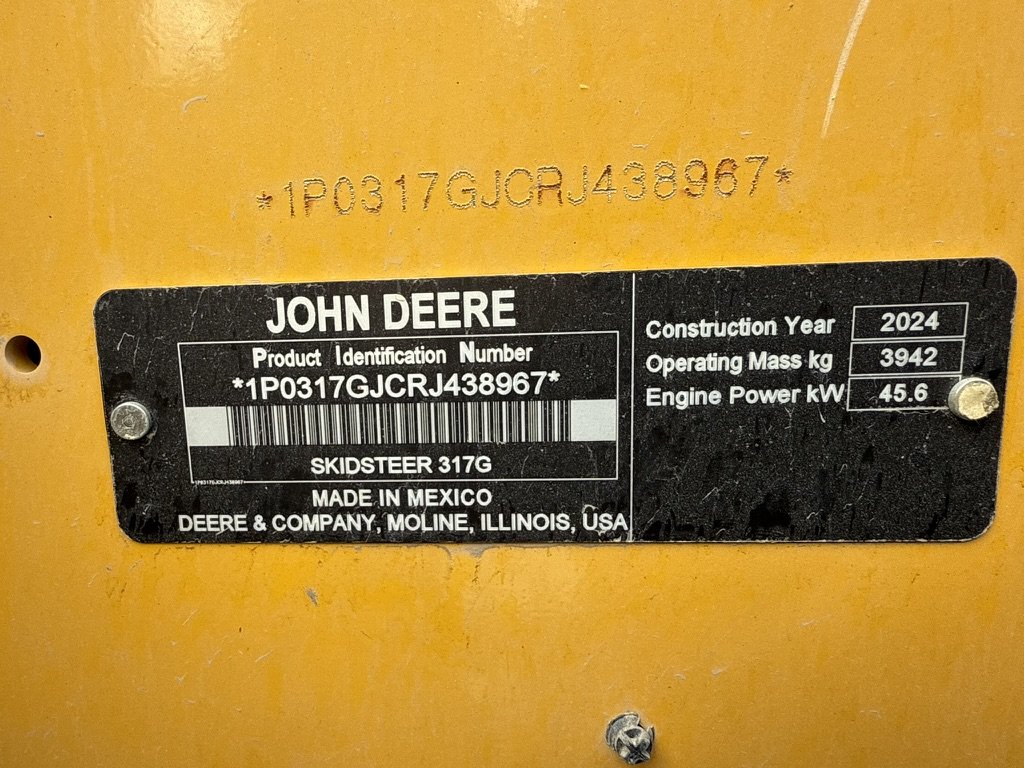 *1P0317GJCRJ438967*
JOHN DEERE
Product Identification Number
*1P0317GJCRJ438967*
SKIDSTEER 317G
1P0317GJCRJ438967
MADE IN MEXICO
DEERE & COMPANY, MOLINE, ILLINOIS, USA
Construction Year 2024
Operating Mass kg 3942
Engine Power kW 45.6